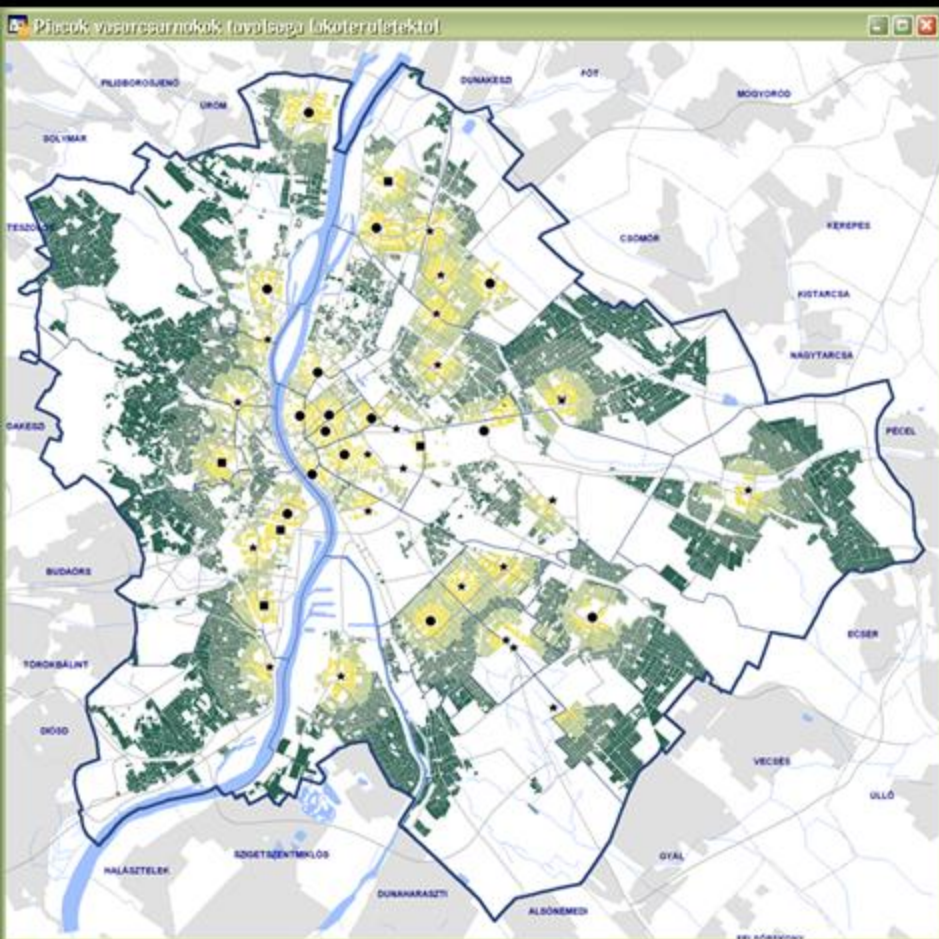 Piacok vasarcsarnokok tavolsaga lakoteruletektol
PILISBOROSJENŐ
DUNAKESZI
FÓT
MOGYORÓD
ÜRÖM
SOLYMÁR
CSÖMÖR
KEREPES
KISTARCSA
NAGYTARCSA
PÉCEL
BUDAÖRS
ECSER
TÖRÖKBÁLINT
DIÓSD
VECSÉS
ÜLLŐ
SZIGETSZENTMIKLÓS
GYÁL
HALÁSZTELEK
DUNAHARASZTI
ALSÓNÉMEDI